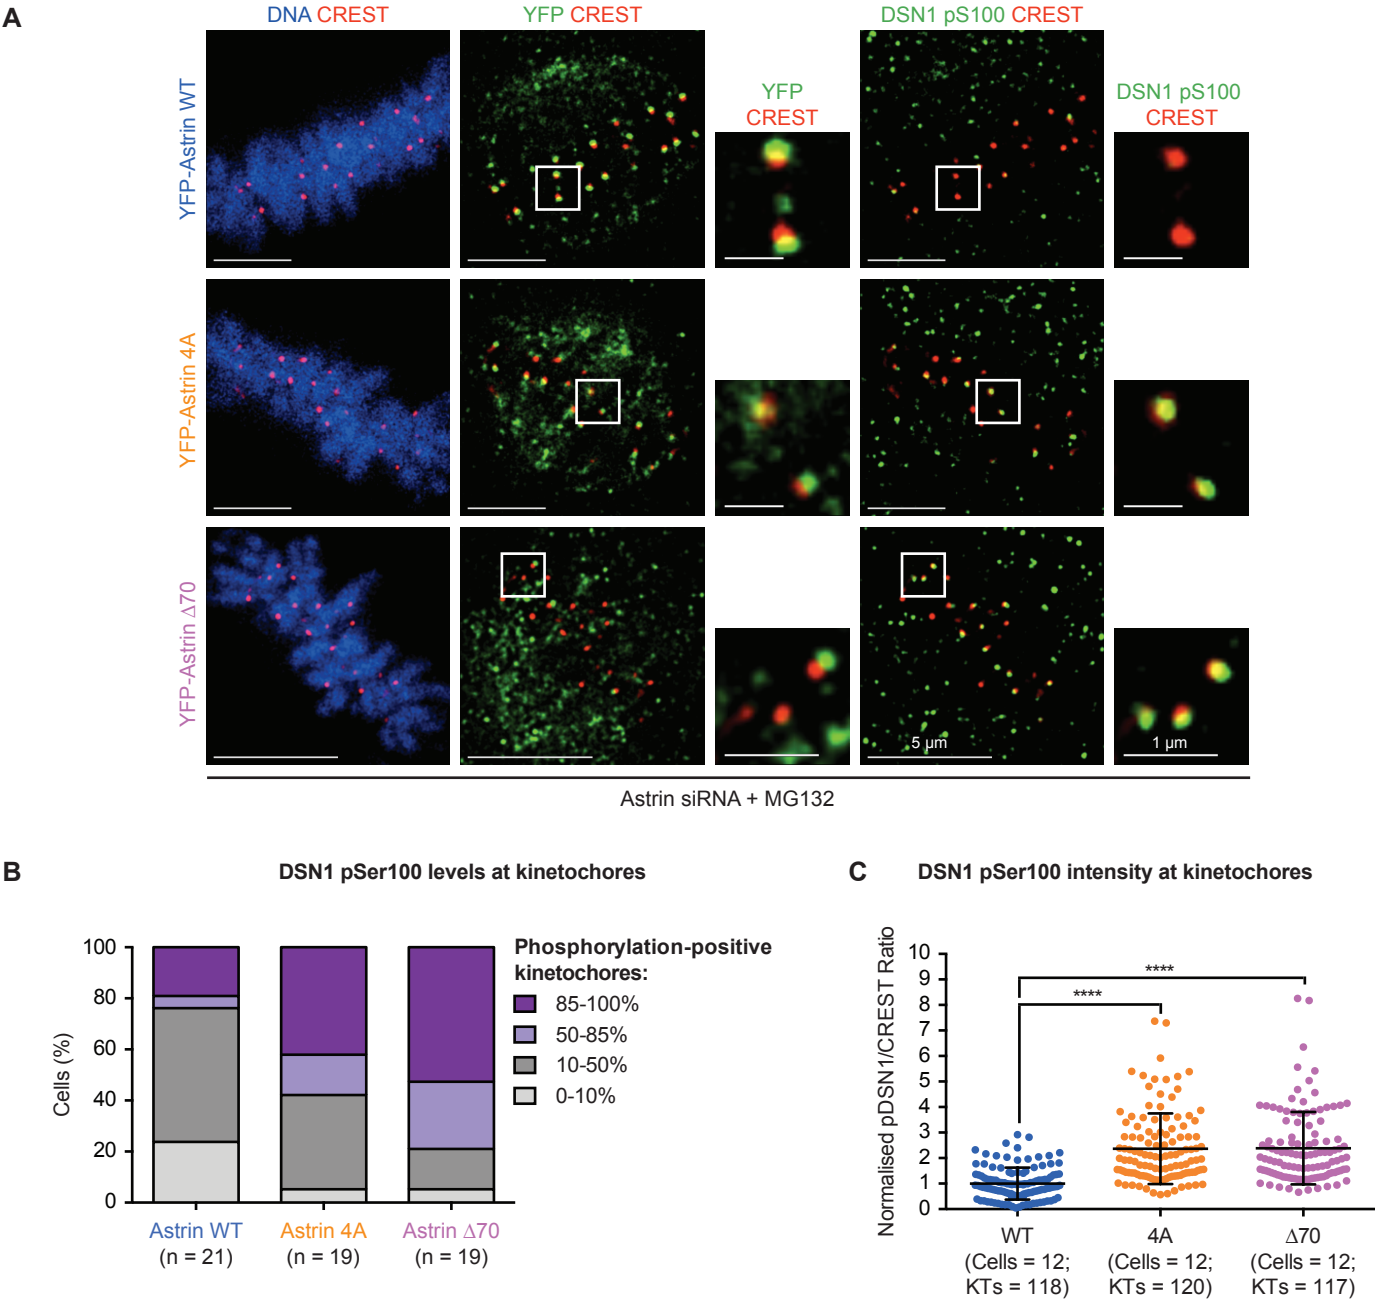 A
DNA CREST
YFP CREST
DSN1 pS100 CREST
YFP-Astrin WT
YFP
CREST
DSN1 pS100
CREST
YFP-Astrin 4A
YFP-Astrin Δ70
5 µm
1 µm
Astrin siRNA + MG132
B
DSN1 pSer100 levels at kinetochores
Cells (%)
100
80
60
40
20
0
Phosphorylation-positive
kinetochores:
85-100%
50-85%
10-50%
0-10%
Astrin WT
(n = 21)
Astrin 4A
(n = 19)
Astrin Δ70
(n = 19)
C
DSN1 pSer100 intensity at kinetochores
Normalised pDSN1/CREST Ratio
10
9
8
7
6
5
4
3
2
1
0
****
****
WT
(Cells = 12;
KTs = 118)
4A
(Cells = 12;
KTs = 120)
Δ70
(Cells = 12;
KTs = 117)